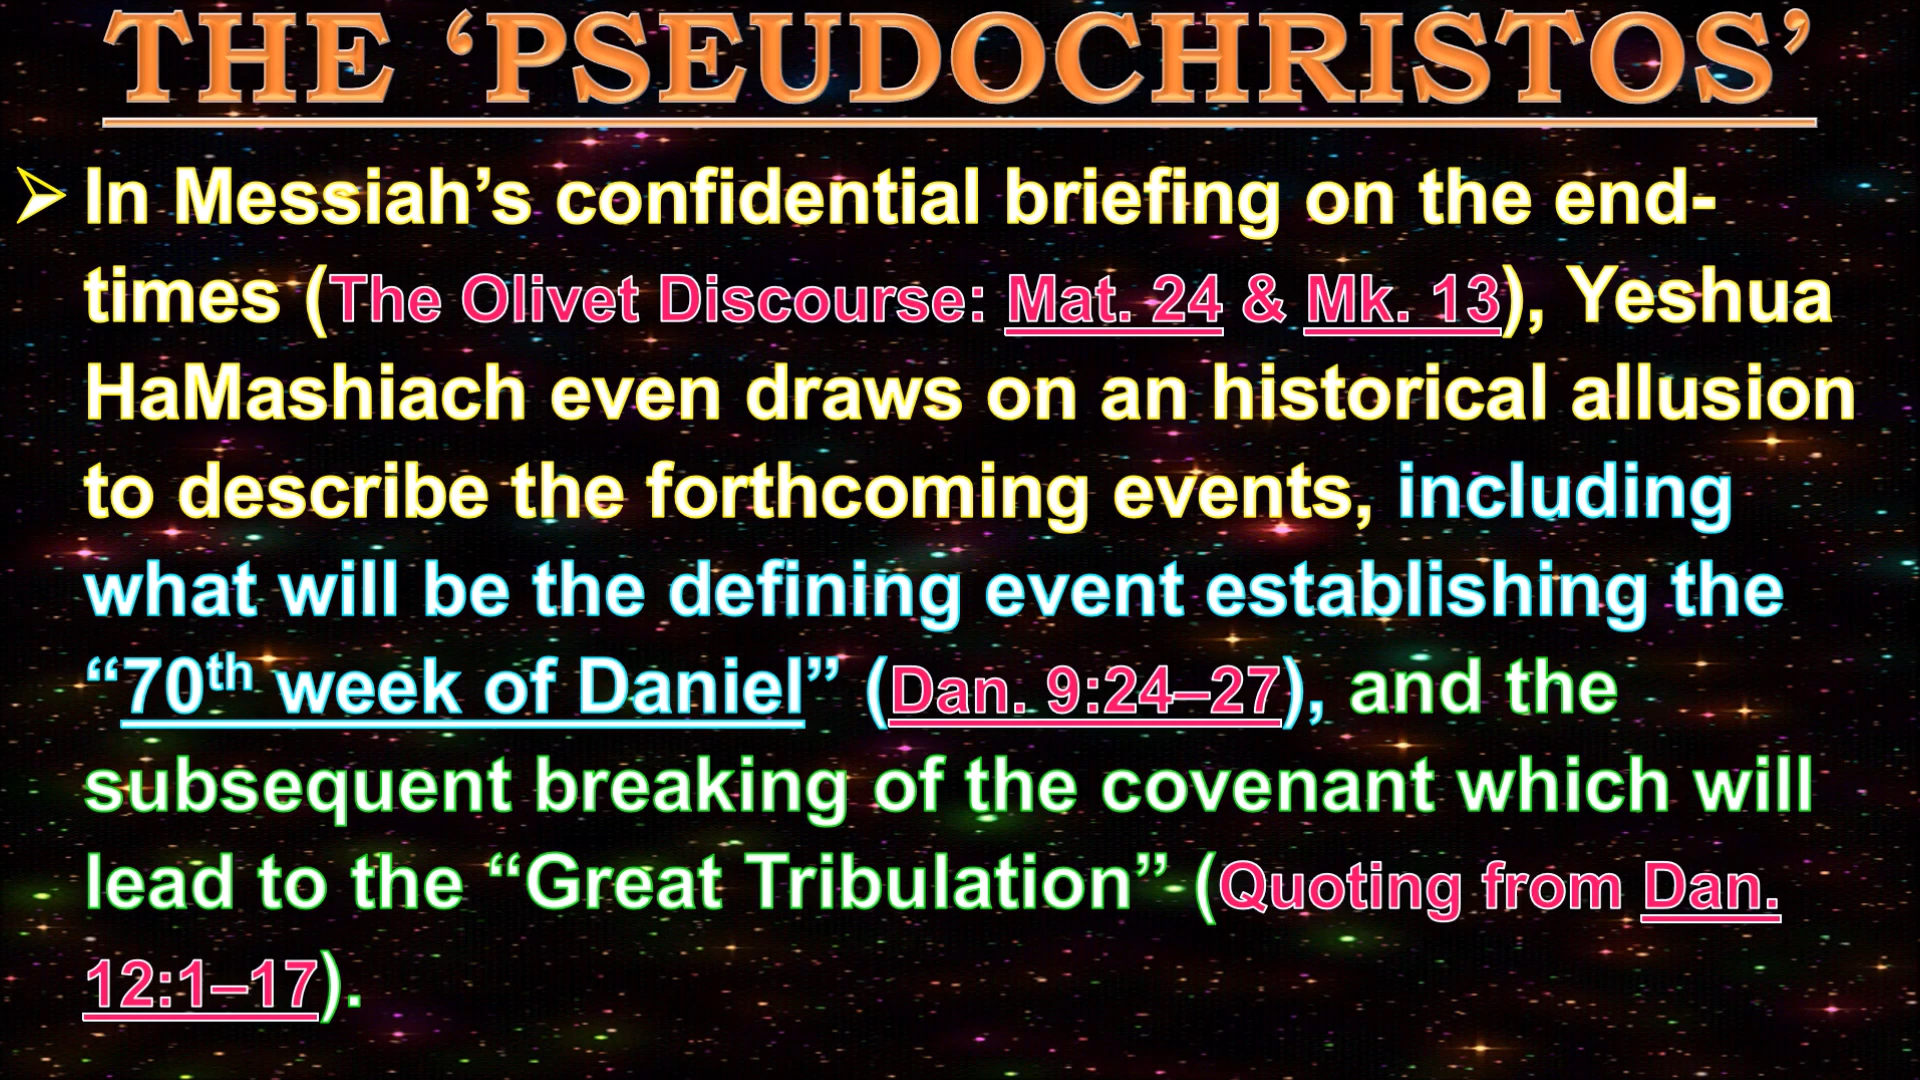 THE ‘PSEUDOCHRISTOS’
➢ In Messiah’s confidential briefing on the end-
times (The Olivet Discourse: Mat. 24 & Mk. 13), Yeshua
HaMashiach even draws on an historical allusion
to describe the forthcoming events, including
what will be the defining event establishing the
“70th week of Daniel” (Dan. 9:24–27), and the
subsequent breaking of the covenant which will
lead to the “Great Tribulation” (Quoting from Dan.
12:1–17).